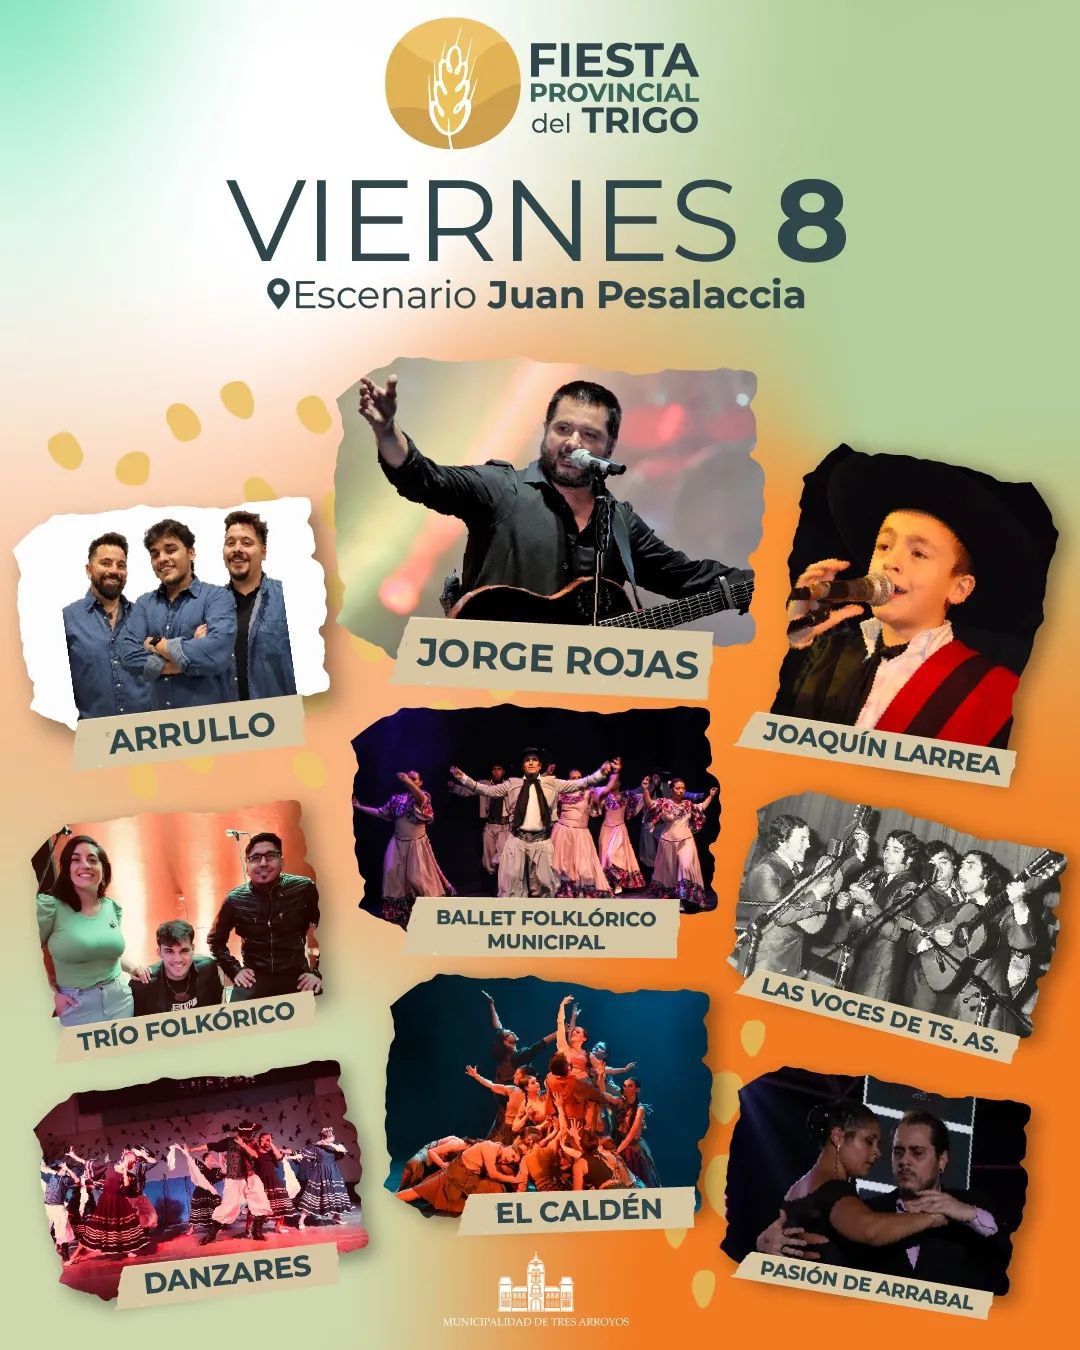 FIESTA
PROVINCIAL
del TRIGO
VIERNES 8
Escenario Juan Pesalaccia
JORGE ROJAS
ARRULLO
JOAQUÍN LARREA
BALLET FOLKLÓRICO
MUNICIPAL
TRÍO FOLKÓRICO
LAS VOCES DE TS. AS.
EL CALDÉN
DANZARES
PASIÓN DE ARRABAL
MUNICIPALIDAD DE TRES ARROYOS